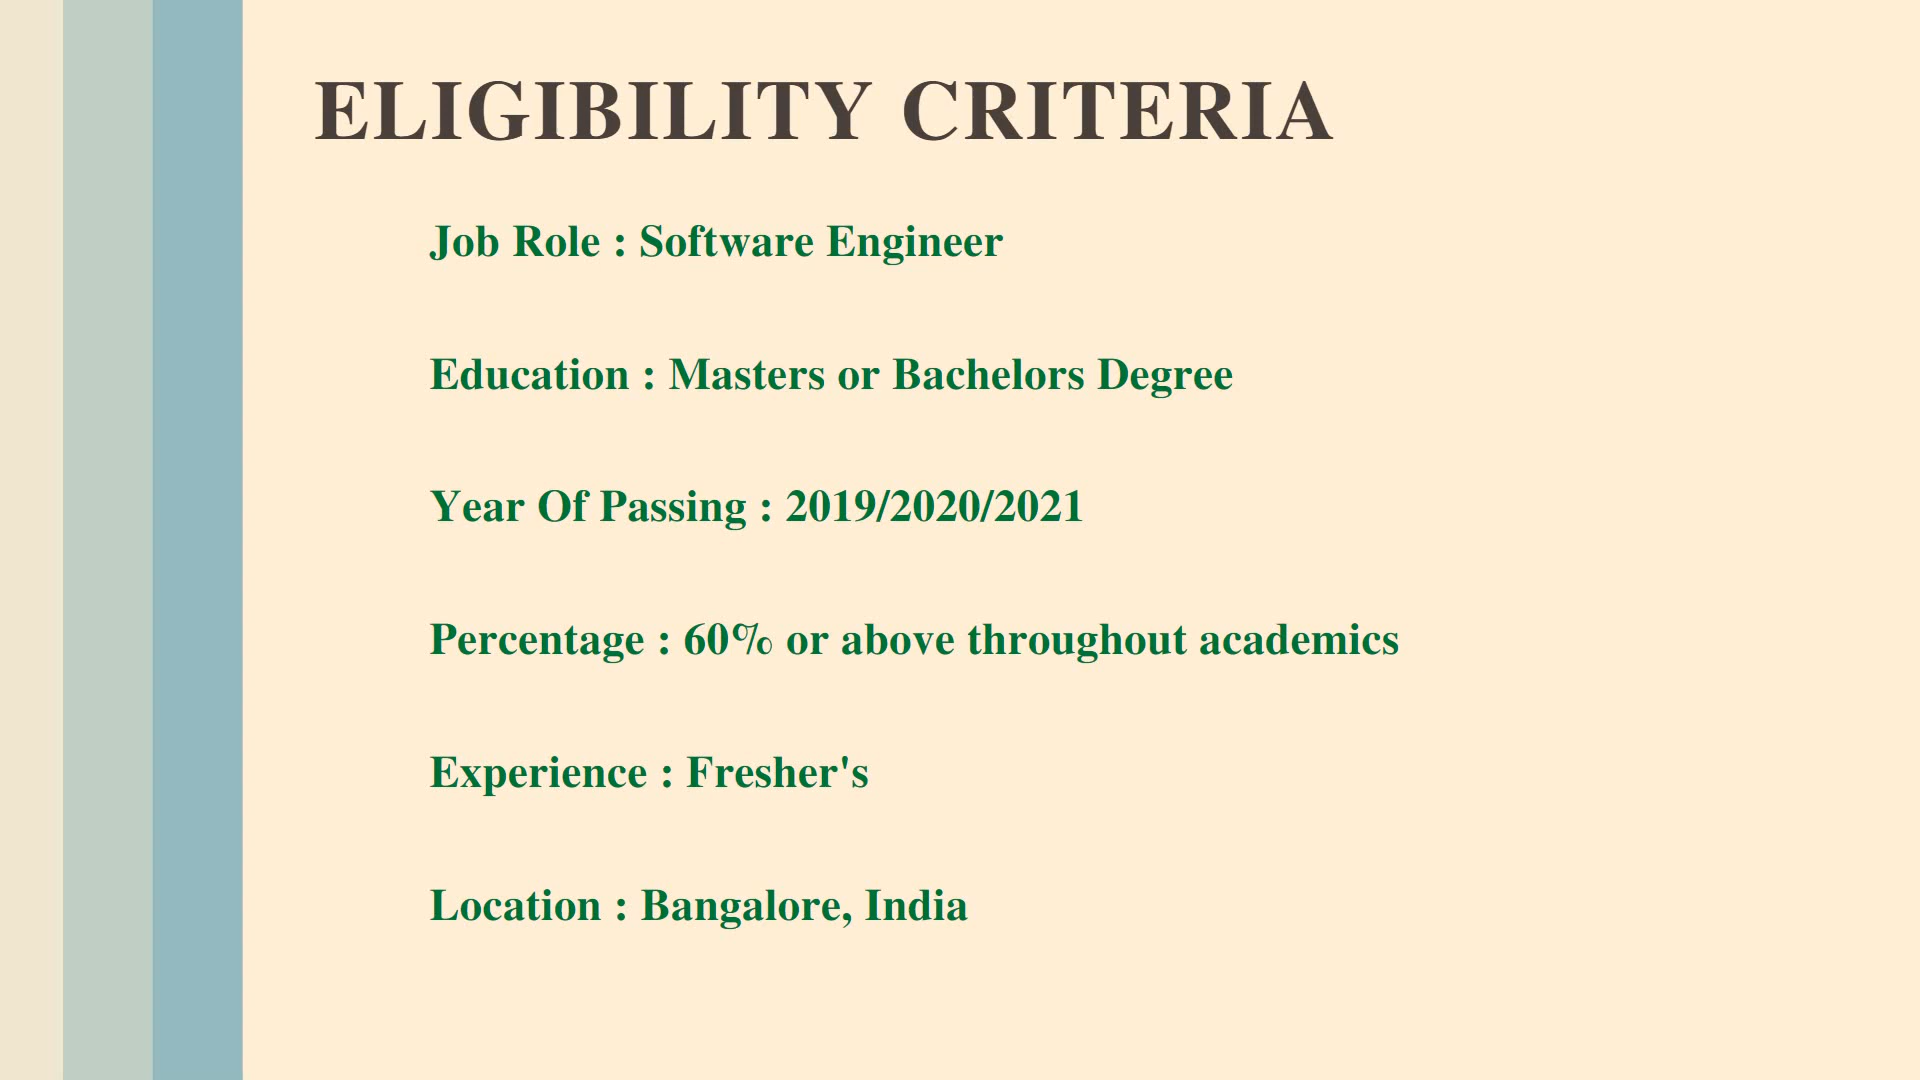 ELIGIBILITY CRITERIA
Job Role : Software Engineer
Education : Masters or Bachelors Degree
Year Of Passing : 2019/2020/2021
Percentage : 60% or above throughout academics
Experience : Fresher's
Location : Bangalore, India